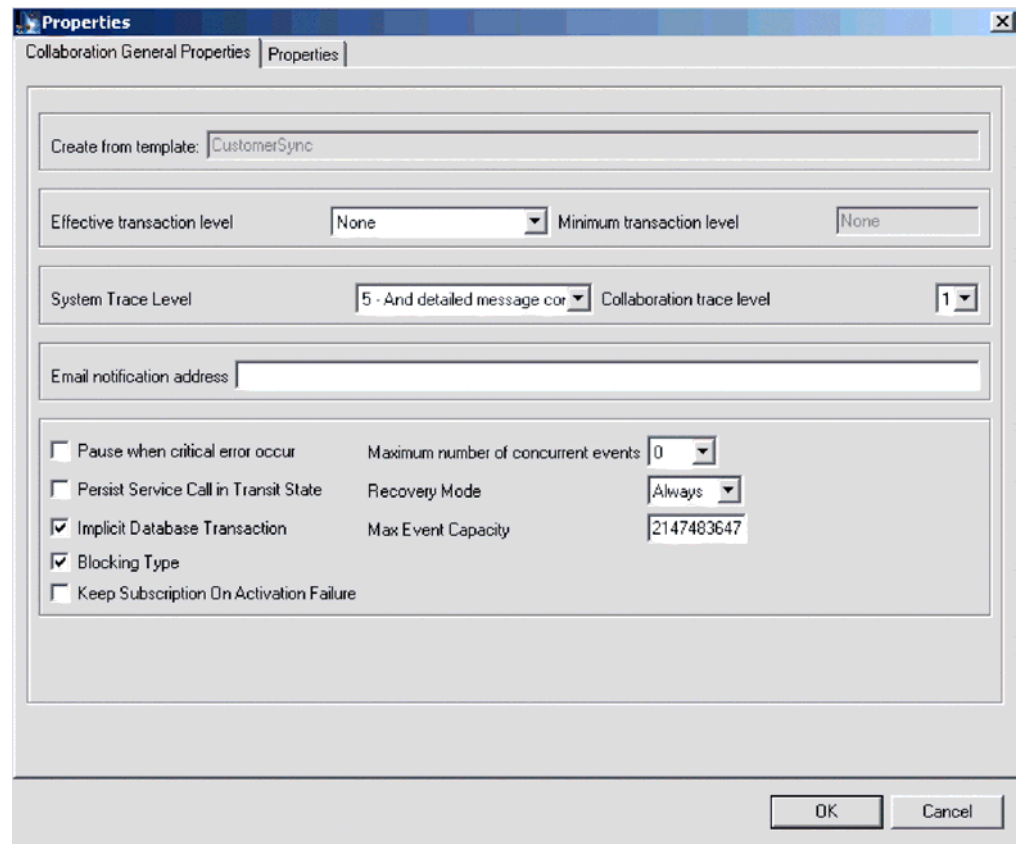 Properties
Collaboration General Properties Properties
Create from template: CustomerSync
Effective transaction level None Minimum transaction level None
System Trace Level 5 - And detailed message cor Collaboration trace level 1
Email notification address
Pause when critical error occur Maximum number of concurrent events 0
Persist Service Call in Transit State Recovery Mode Always
Implicit Database Transaction Max Event Capacity 2147483647
Blocking Type
Keep Subscription On Activation Failure
OK Cancel